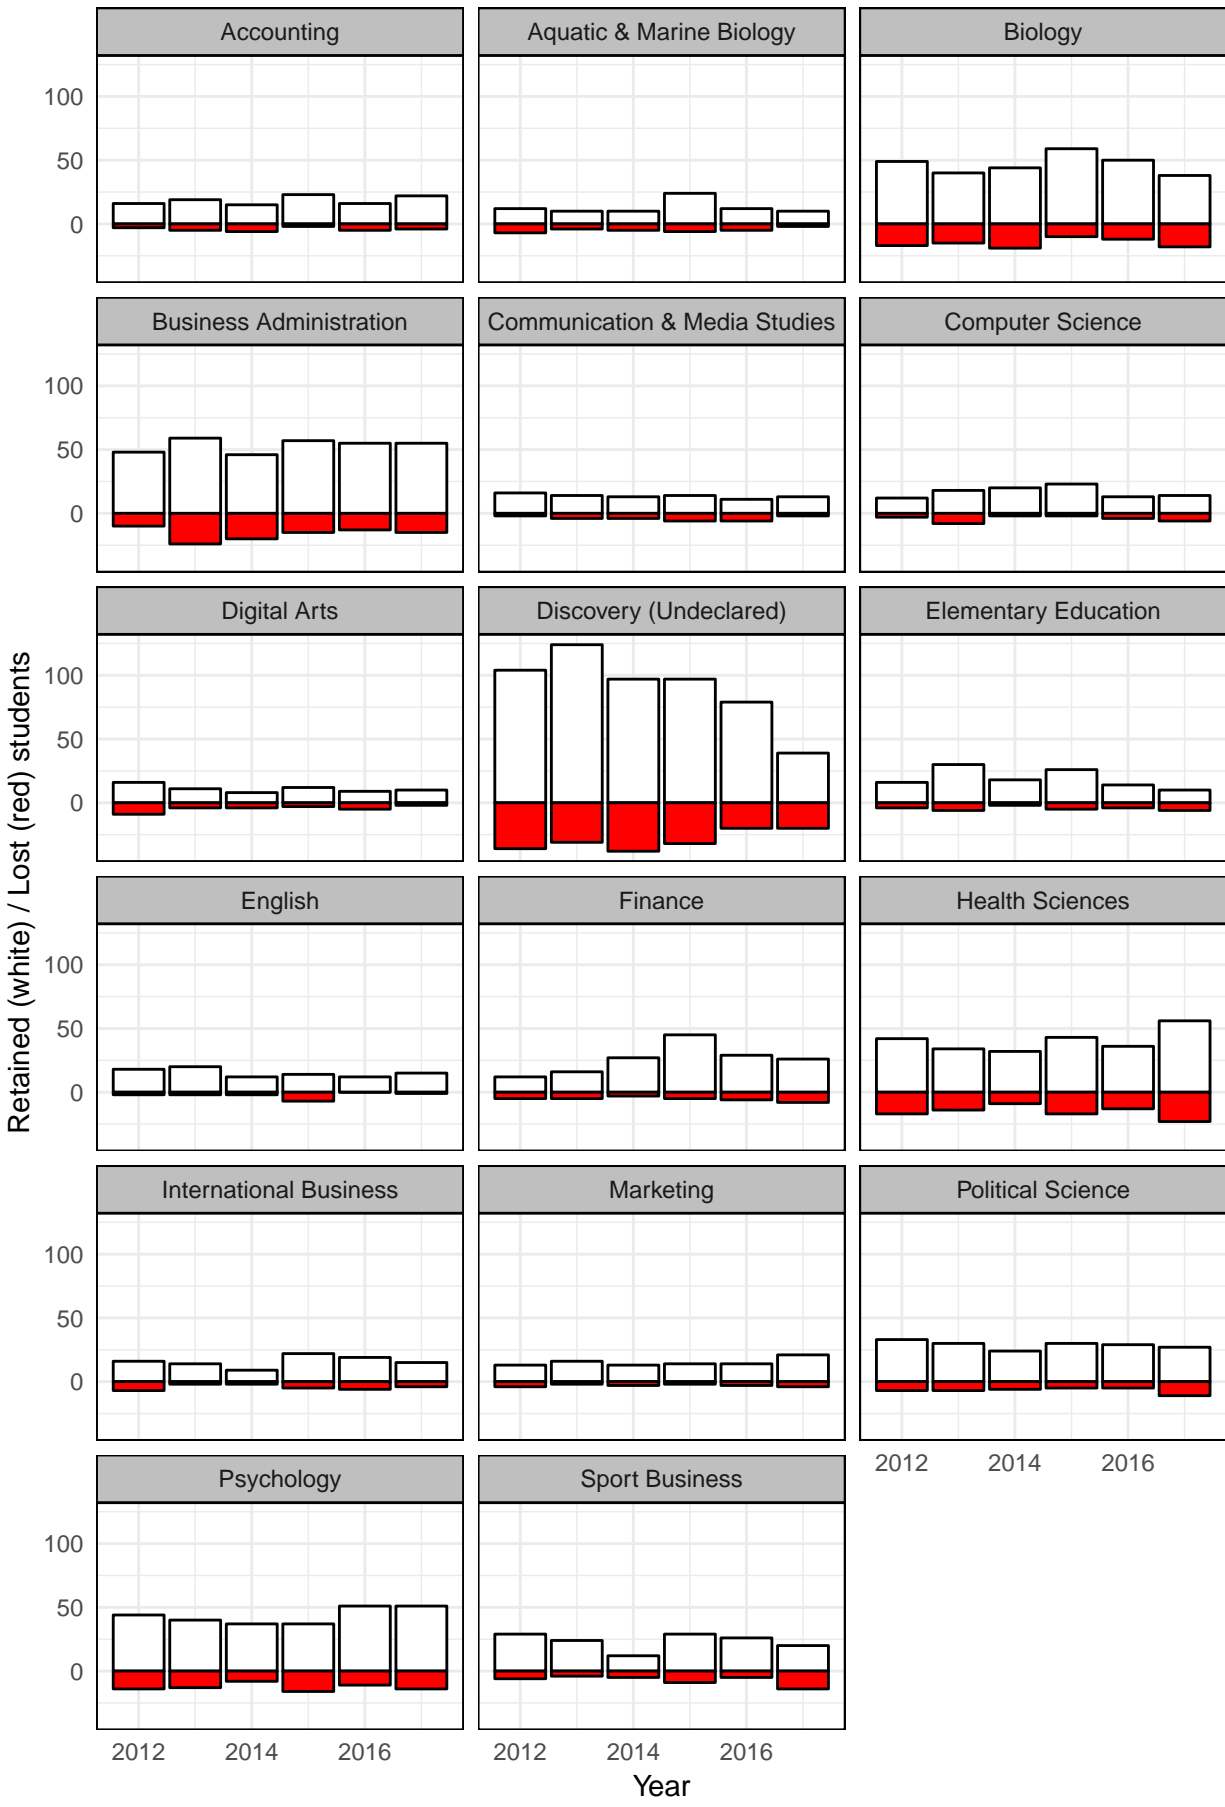 Accounting
Aquatic & Marine Biology
Biology
100
50
0
Business Administration
Communication & Media Studies
Computer Science
100
50
0
Digital Arts
Discovery (Undeclared)
Elementary Education
100
50
0
English
Finance
Health Sciences
100
50
0
International Business
Marketing
Political Science
100
50
0
2012 2014 2016
Psychology
Sport Business
100
50
0
2012 2014 2016
2012 2014 2016
Year
Retained (white) / Lost (red) students